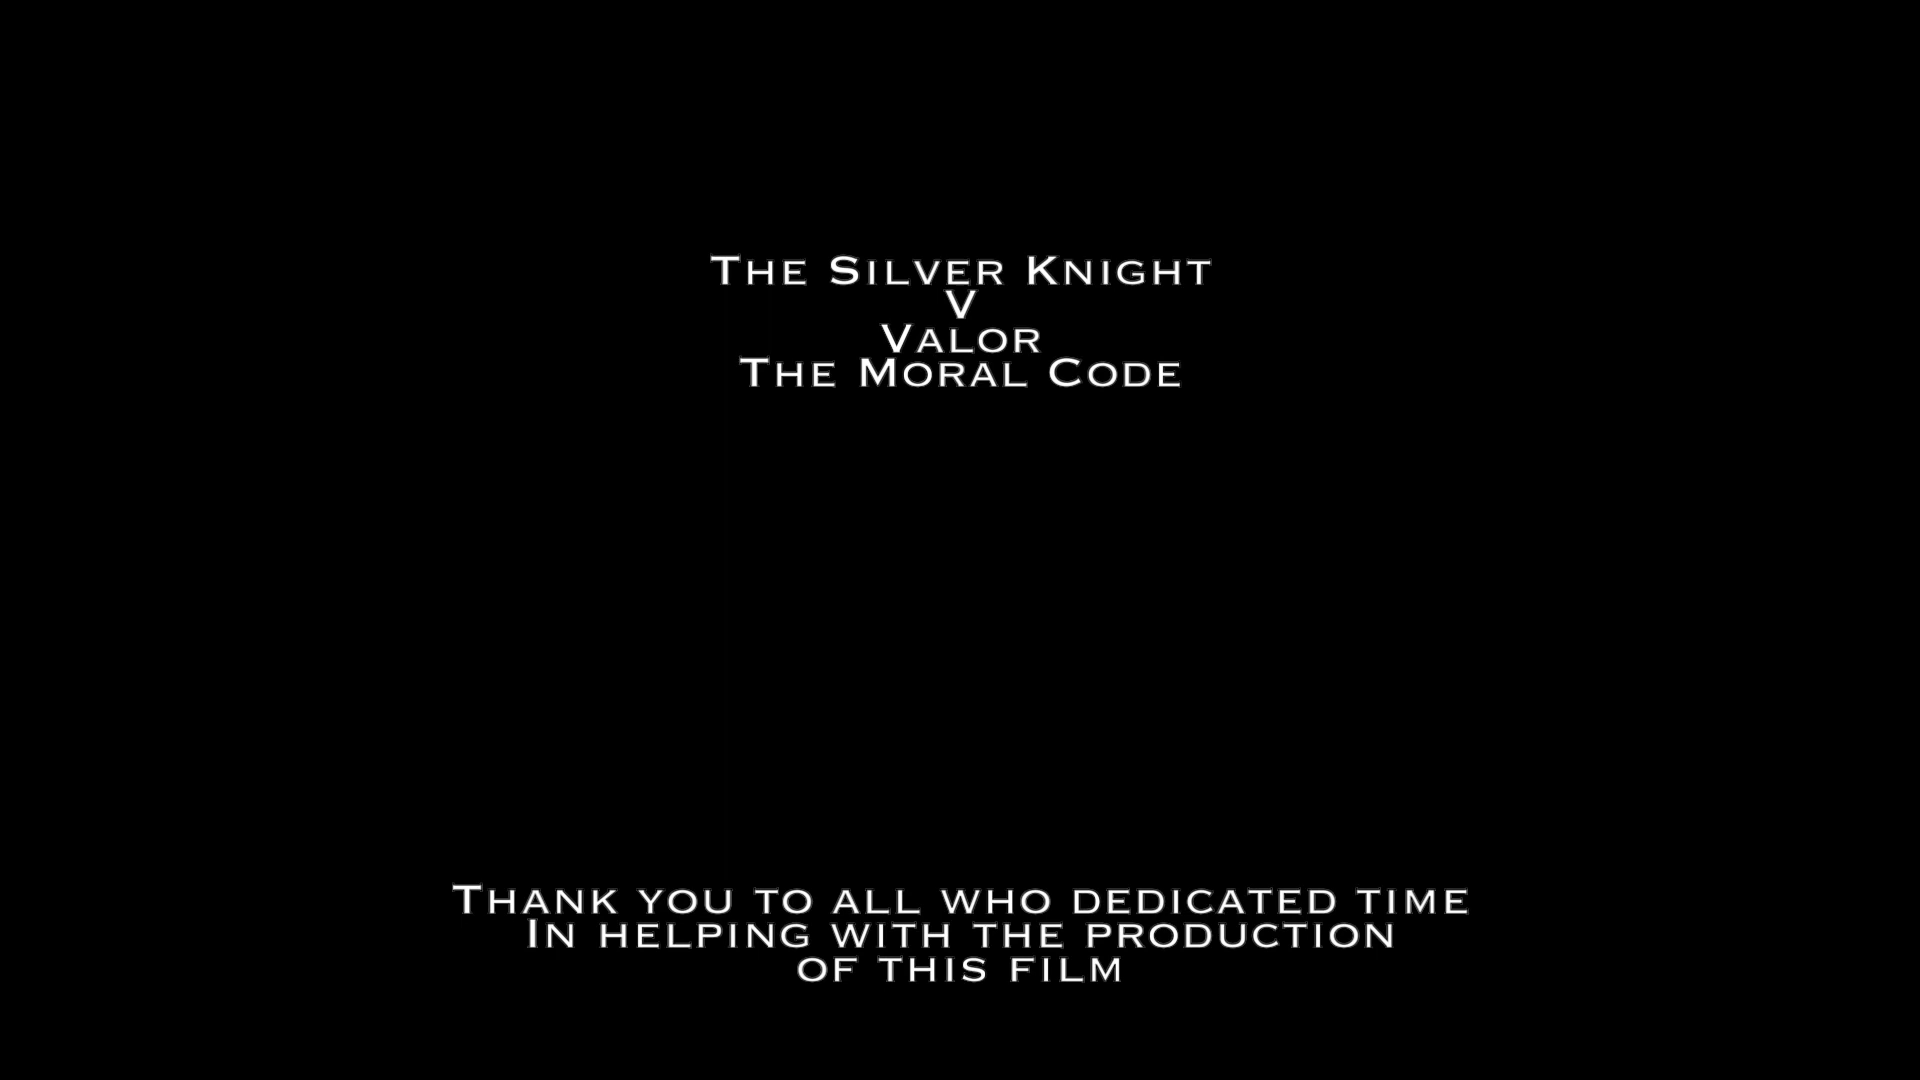 The Silver Knight
V
Valor
The Moral Code
Thank you to all who dedicated time
In helping with the production
of this film